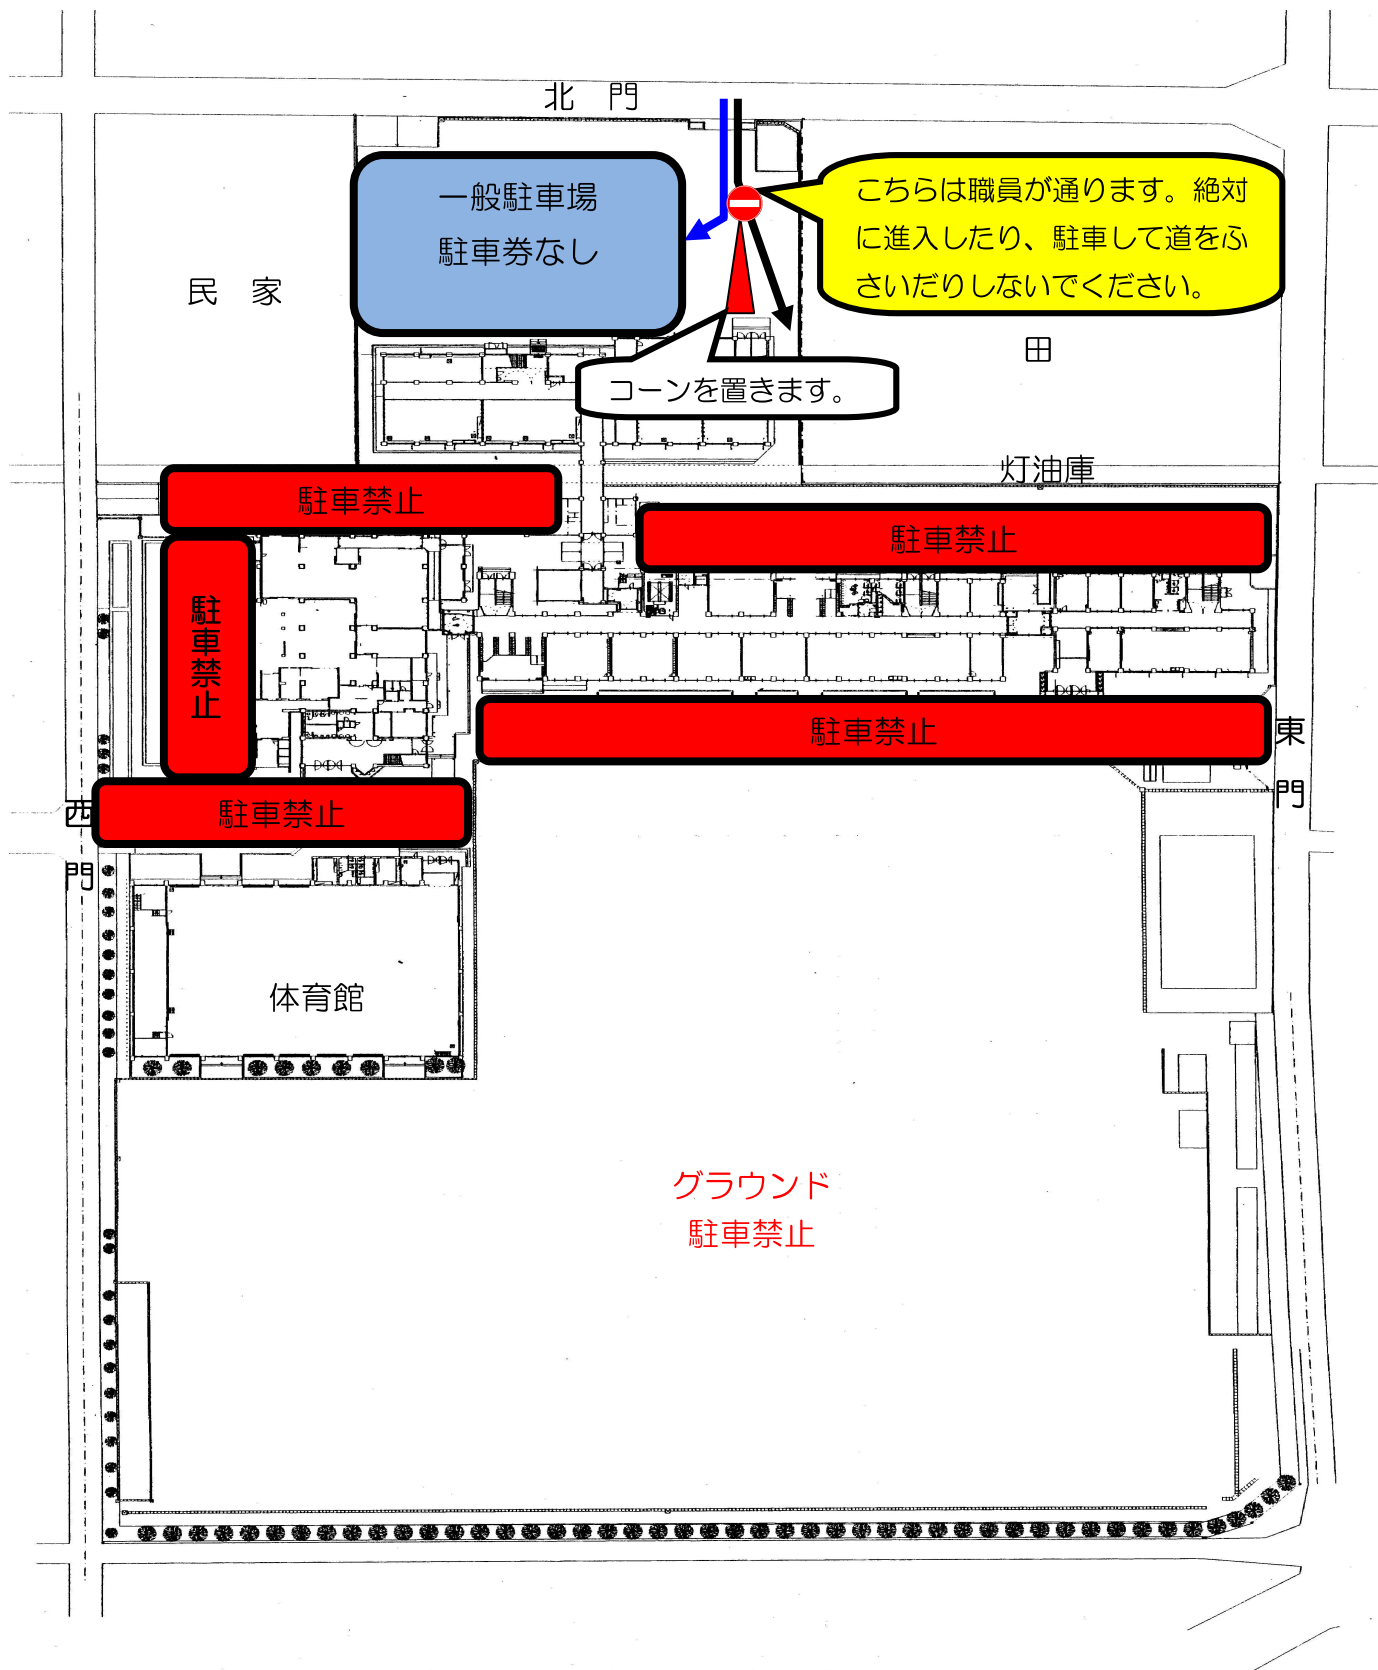 北　門
一般駐車場
駐車券なし
こちらは職員が通ります。絶対
に進入したり、駐車して道をふ
さいだりしないでください。
民　家
田
コーンを置きます。
灯油庫
駐車禁止
駐車禁止
駐車禁止
駐車禁止
東
門
駐車禁止
西
門
体育館
グラウンド
駐車禁止